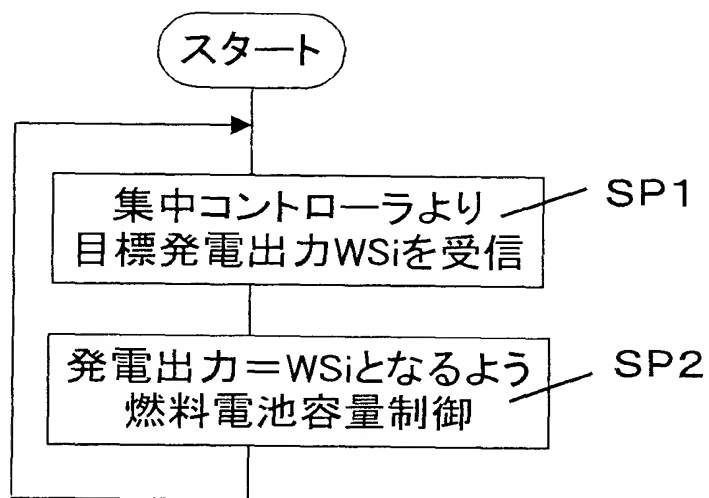 スタート
集中コントローラより
目標発電出力WSiを受信
SP1
発電出力=WSiとなるよう
燃料電池容量制御
SP2